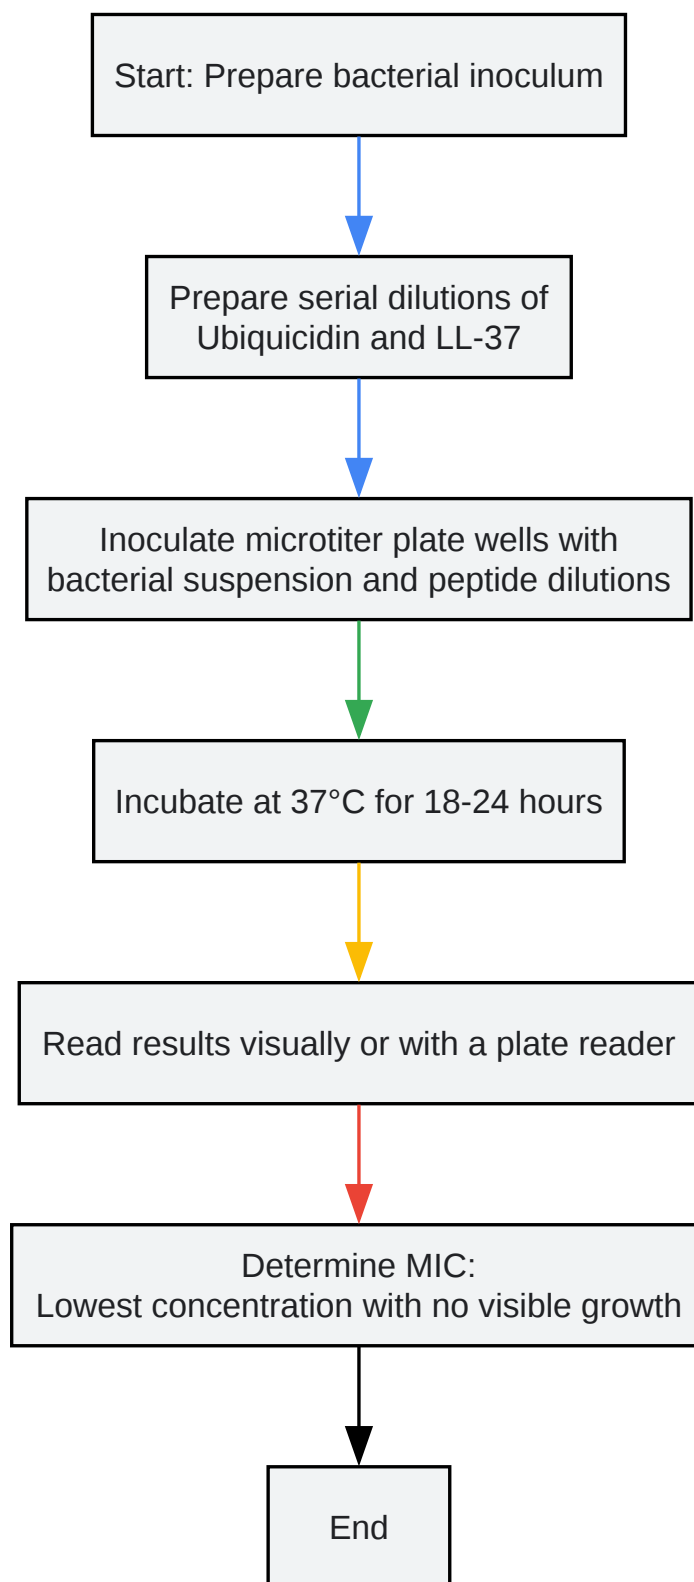 Start: Prepare bacterial inoculum
Prepare serial dilutions of
Ubiquicidin and LL-37
Inoculate microtiter plate wells with
bacterial suspension and peptide dilutions
Incubate at 37°C for 18-24 hours
Read results visually or with a plate reader
Determine MIC:
Lowest concentration with no visible growth
End